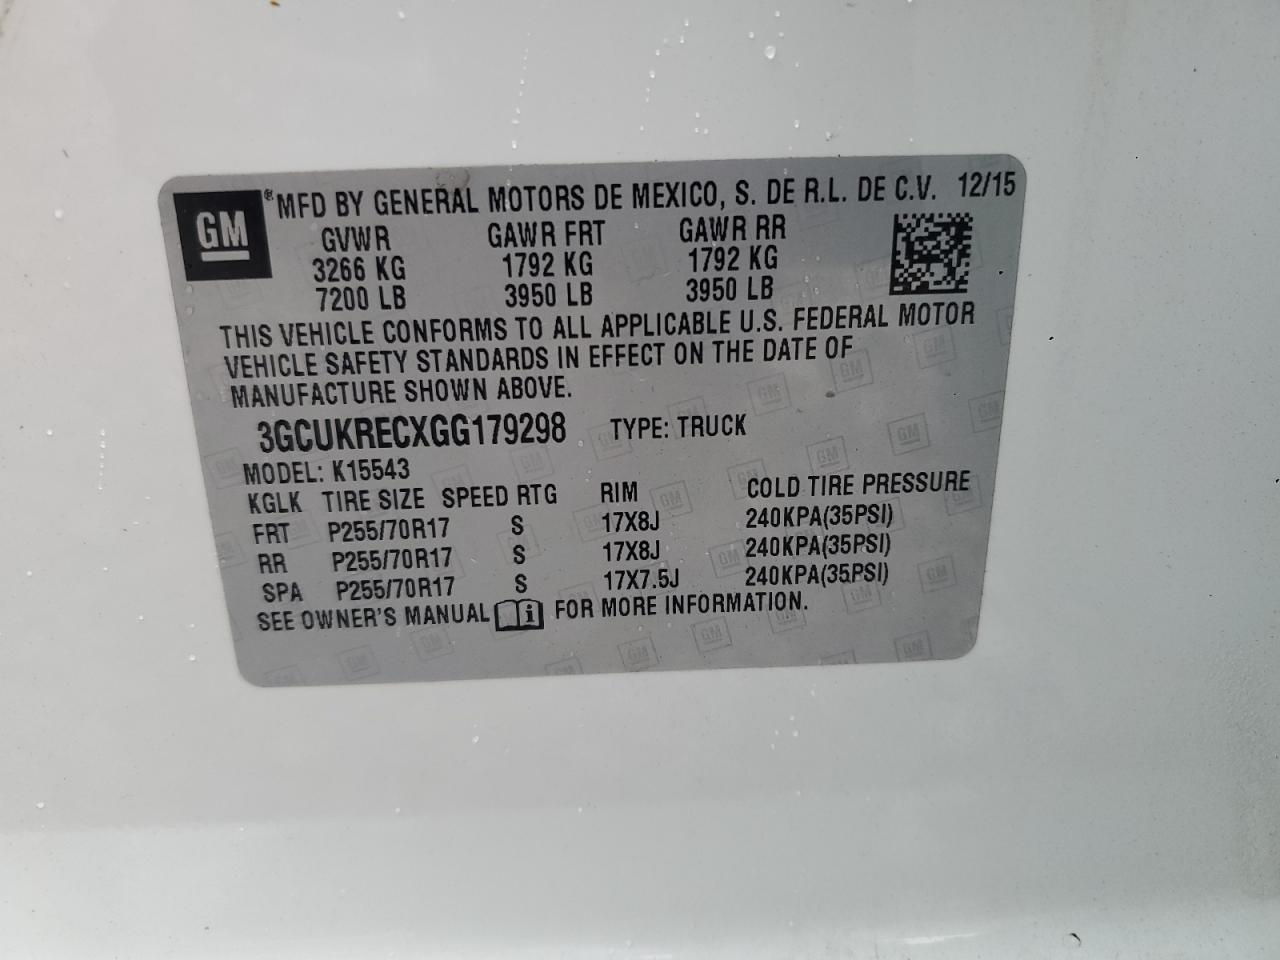 GM ® MFD BY GENERAL MOTORS DE MEXICO, S. DE R.L. DE C.V. 12/15
GVWR GAWR FRT GAWR RR
3266 KG 1792 KG 1792 KG
7200 LB 3950 LB 3950 LB
THIS VEHICLE CONFORMS TO ALL APPLICABLE U.S. FEDERAL MOTOR
VEHICLE SAFETY STANDARDS IN EFFECT ON THE DATE OF
MANUFACTURE SHOWN ABOVE.
3GCUKRECXGG179298 TYPE: TRUCK
MODEL: K15543
KGLK TIRE SIZE SPEED RTG RIM COLD TIRE PRESSURE
FRT P255/70R17 S 17X8J 240KPA(35PSI)
RR P255/70R17 S 17X8J 240KPA(35PSI)
SPA P255/70R17 S 17X7.5J 240KPA(35PSI)
SEE OWNER'S MANUAL i FOR MORE INFORMATION.